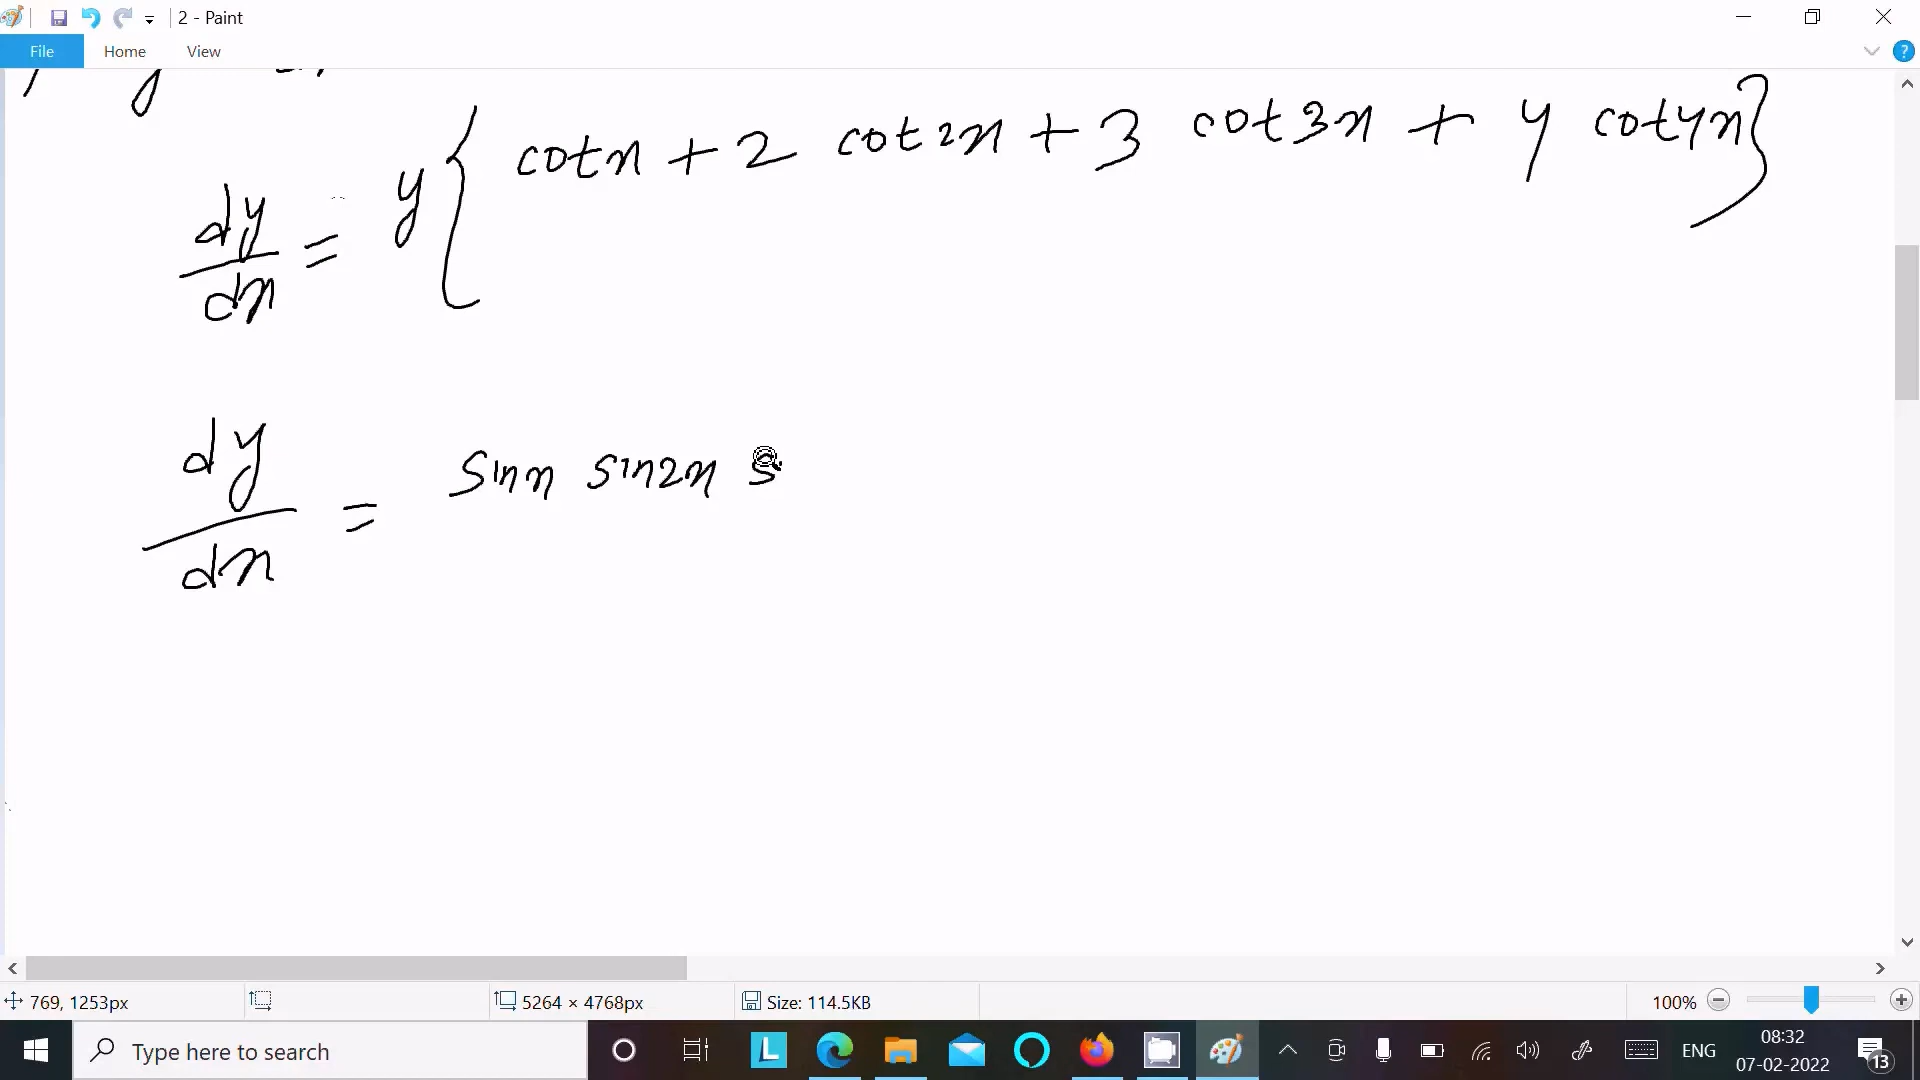 2 - Paint
File Home View
dy/dx = y{cotx + 2 cot2x + 3 cot3x + 4 cot4x}
dy/dx = sinx sin2x s
769, 1253px 5264 × 4768px Size: 114.5KB 100%
Type here to search L ENG 08:32
07-02-2022 13